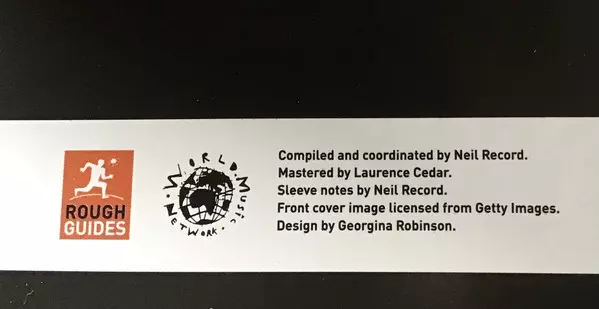 ROUGH
GUIDES
WORLD MUSIC NETWORK
Compiled and coordinated by Neil Record.
Mastered by Laurence Cedar.
Sleeve notes by Neil Record.
Front cover image licensed from Getty Images.
Design by Georgina Robinson.